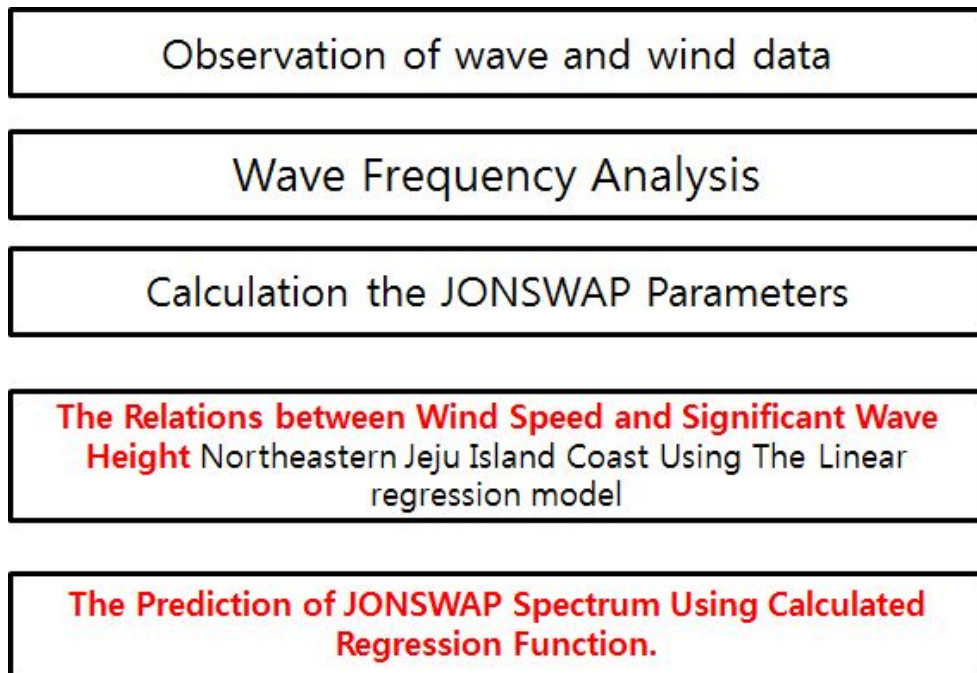 Observation of wave and wind data
Wave Frequency Analysis
Calculation the JONSWAP Parameters
The Relations between Wind Speed and Significant Wave
Height Northeastern Jeju Island Coast Using The Linear
regression model
The Prediction of JONSWAP Spectrum Using Calculated
Regression Function.